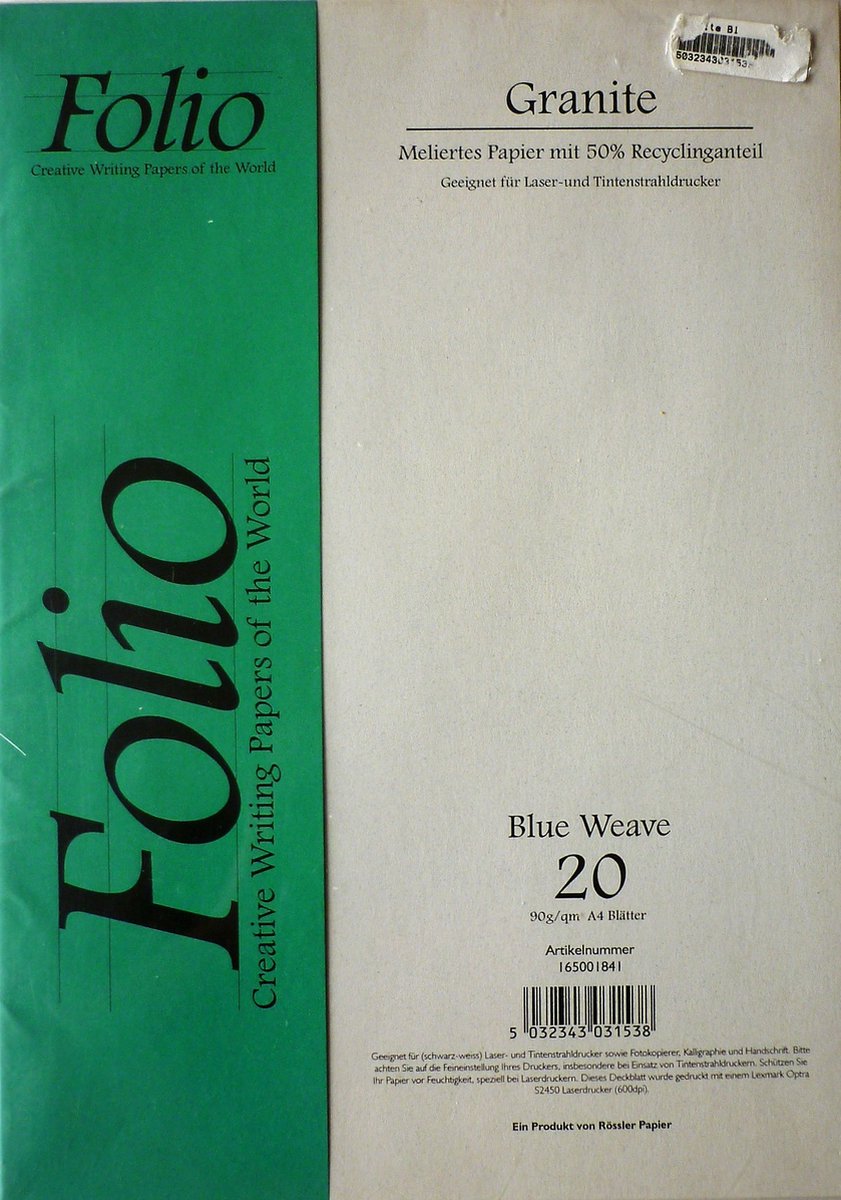 Folio
Creative Writing Papers of the World
Folio
Creative Writing Papers of the World
Granite
Meliertes Papier mit 50% Recyclinganteil
Geeignet für Laser-und Tintenstrahldrucker
Blue Weave
20
90g/qm A4 Blätter
Artikelnummer
165001841
5 032343 031538
Geeignet für (schwarz-weiss) Laser- und Tintenstrahldrucker sowie Fotokopierer, Kalligraphie und Handschrift. Bitte
achten Sie auf die Feineinstellung Ihres Druckers, insbesondere bei Einsatz von Tintenstrahldruckern. Schützen Sie
Ihr Papier vor Feuchtigkeit, speziell bei Laserdruckern. Dieses Deckblatt wurde gedruckt mit einem Lexmark Optra
S2450 Laserdrucker (600dpi).
Ein Produkt von Rössler Papier